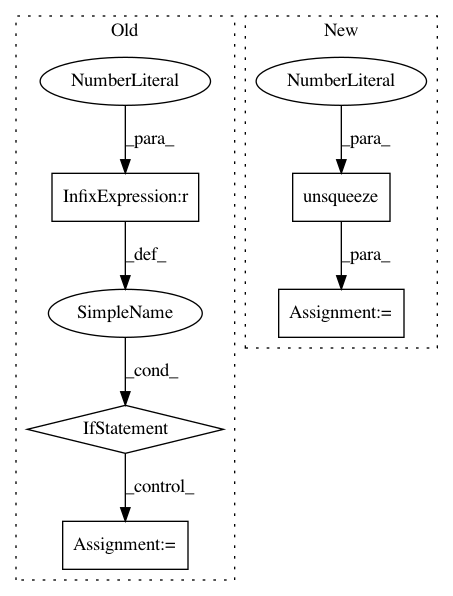 Old
NumberLiteral
_para_
InfixExpression:r
_def_
SimpleName
_cond_
IfStatement
_control_
Assignment:=
New
NumberLiteral
_para_
unsqueeze
_para_
Assignment:=